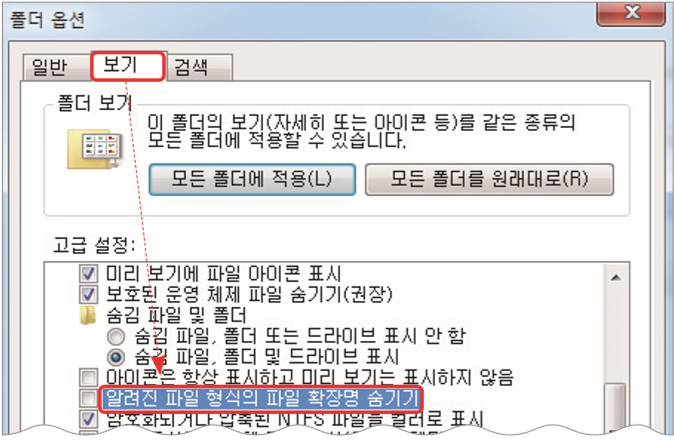 폴더 옵션
일반 보기 검색
폴더 보기
이 폴더의 보기(자세히 또는 아이콘 등)를 같은 종류의
모든 폴더에 적용할 수 있습니다.
모든 폴더에 적용(L) 모든 폴더를 원래대로(R)
고급 설정:
미리 보기에 파일 아이콘 표시
보호된 운영 체제 파일 숨기기(권장)
숨김 파일 및 폴더
숨김 파일, 폴더 또는 드라이브 표시 안 함
숨김 파일, 폴더 및 드라이브 표시
아이콘은 항상 표시하고 미리 보기는 표시하지 않음
알려진 파일 형식의 파일 확장명 숨기기
암호화되거나 압축된 NTFS 파일을 컬러로 표시